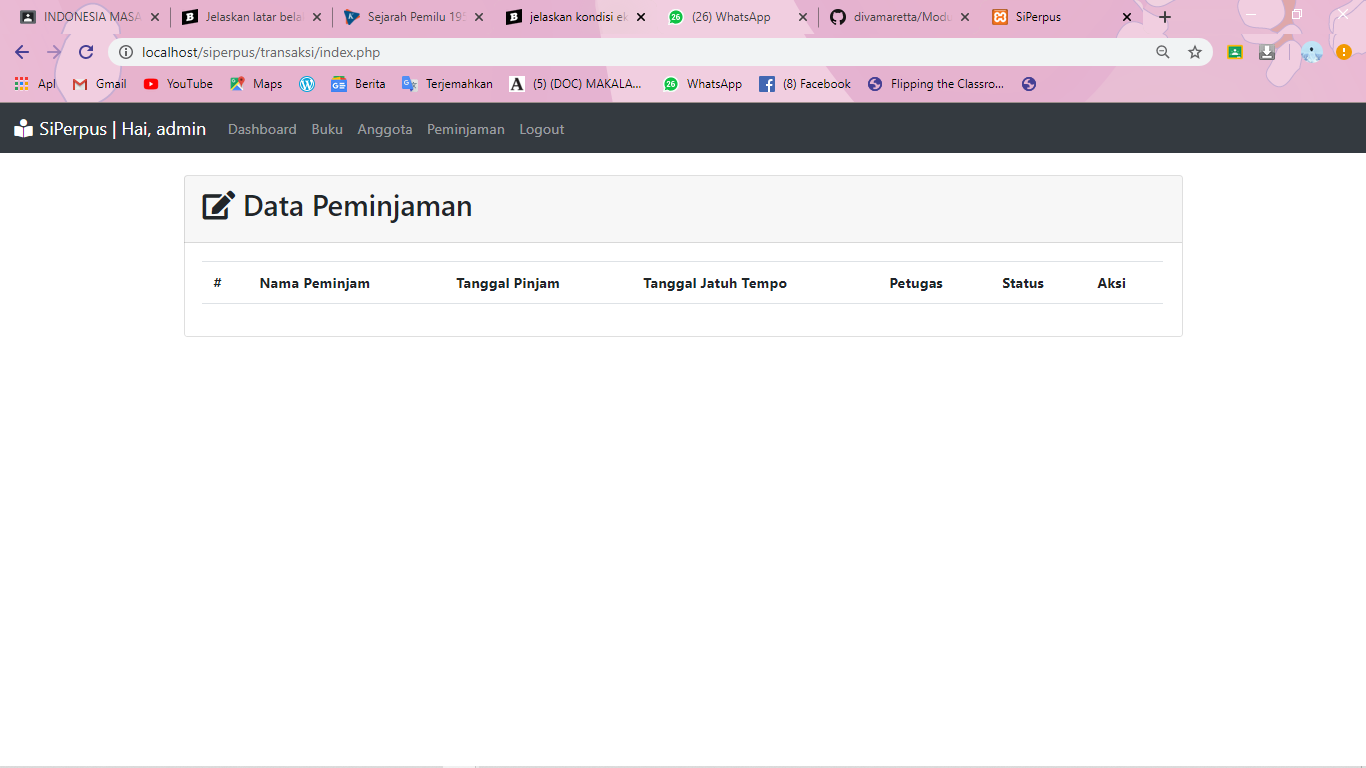 INDONESIA MASA
Jelaskan latar bela
Sejarah Pemilu 195
jelaskan kondisi ek
(26) WhatsApp
divamaretta/Modu
SiPerpus
localhost/siperpus/transaksi/index.php
Apl
Gmail
YouTube
Maps
Berita
Terjemahkan
(5) (DOC) MAKALA...
WhatsApp
(8) Facebook
Flipping the Classro...
SiPerpus | Hai, admin
Dashboard
Buku
Anggota
Peminjaman
Logout
Data Peminjaman
# Nama Peminjam Tanggal Pinjam Tanggal Jatuh Tempo Petugas Status Aksi